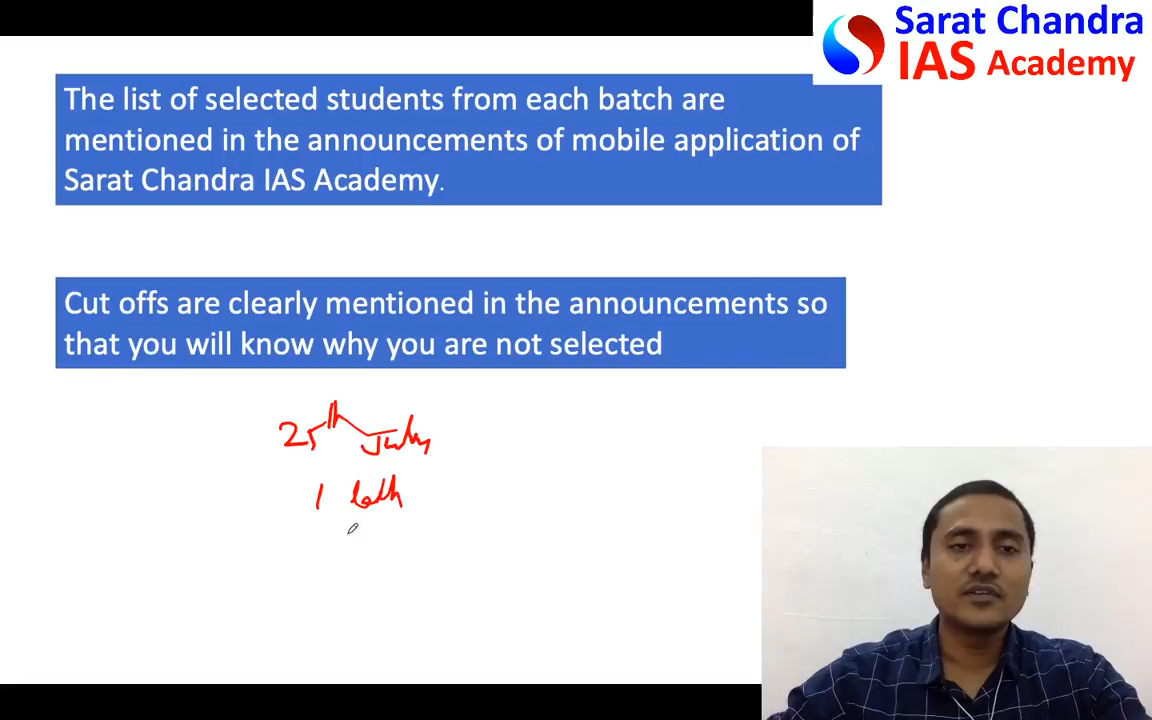 Sarat Chandra
IAS Academy
The list of selected students from each batch are
mentioned in the announcements of mobile application of
Sarat Chandra IAS Academy.
Cut offs are clearly mentioned in the announcements so
that you will know why you are not selected
25th July
1